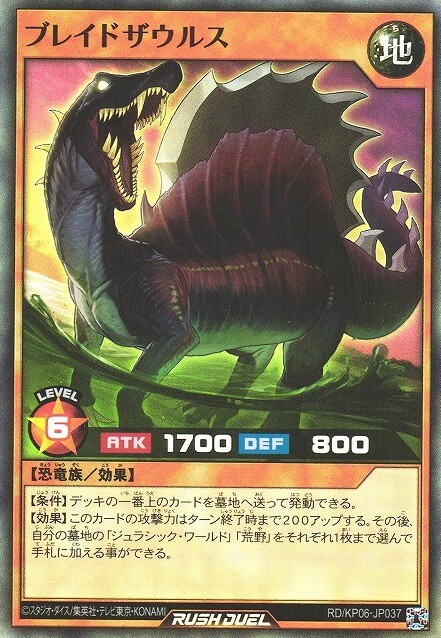 ブレイドザウルス
地
LEVEL
6
ATK 1700 DEF 800
【恐竜族／効果】
【条件】デッキの一番上のカードを墓地へ送って発動できる。
【効果】このカードの攻撃力はターン終了時まで200アップする。その後、
自分の墓地の「ジュラシック・ワールド」「荒野」をそれぞれ1枚まで選んで
手札に加える事ができる。
©スタジオ・ダイス/集英社・テレビ東京・KONAMI RUSH DUEL RD/KP06-JP037